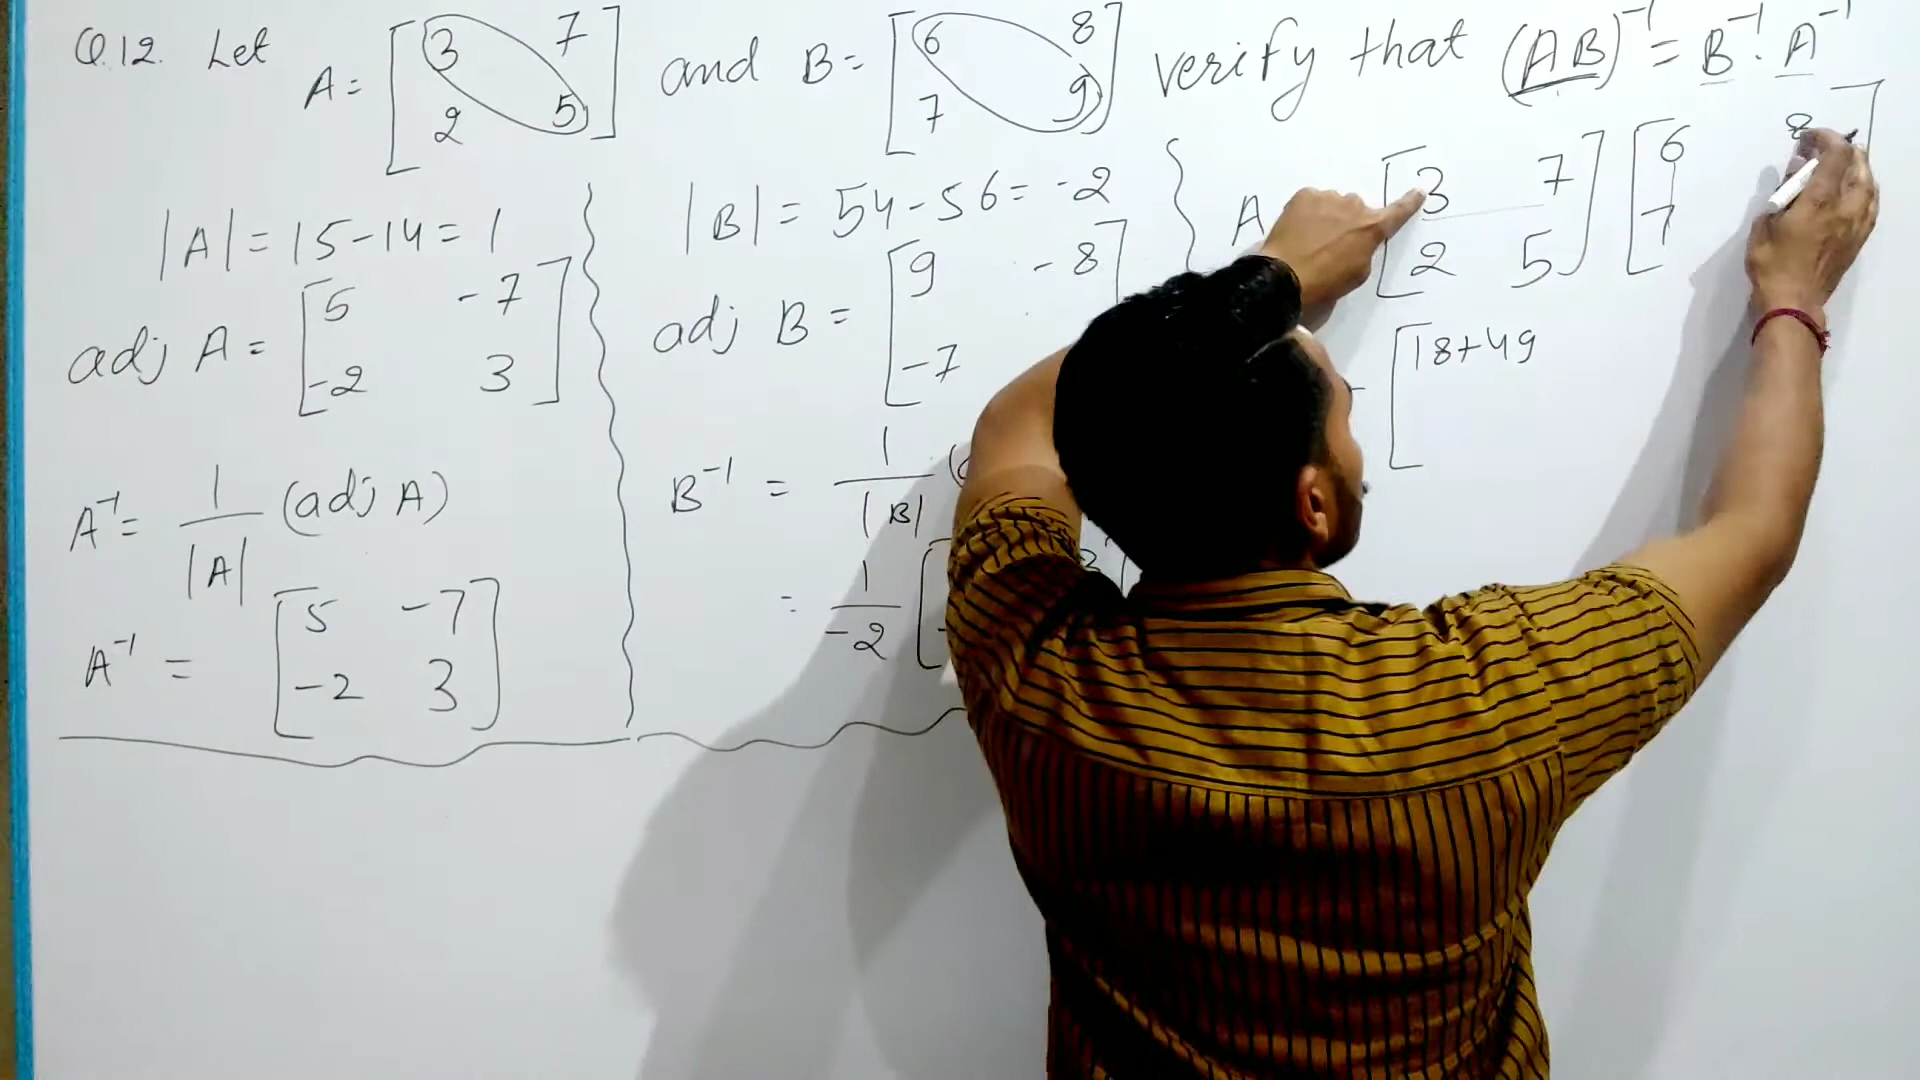 Q.12. Let A = [3 7 2 5] and B = [6 8 7 9] verify that (AB)⁻¹ = B⁻¹. A⁻¹
|A| = 15-14 = 1
adj A = [5 -7 -2 3]
A⁻¹ = 1/|A| (adj A)
A⁻¹ = [5 -7 -2 3]
|B| = 54-56 = -2
adj B = [9 -8 -7
B⁻¹ = 1/|B|
= 1/-2 [
A [3 7 2 5] [6 8 7
[18+49